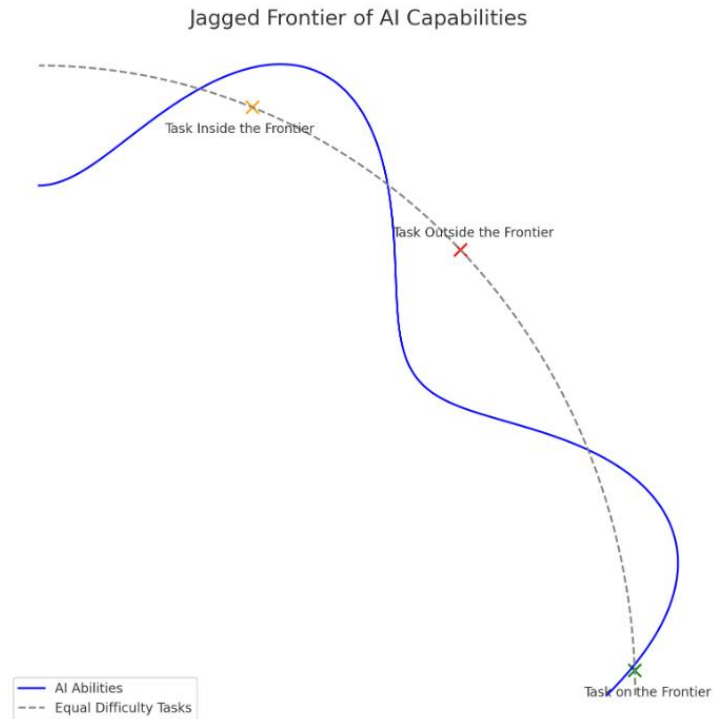 Jagged Frontier of AI Capabilities
Task Inside the Frontier
Task Outside the Frontier
Task on the Frontier
AI Abilities
Equal Difficulty Tasks